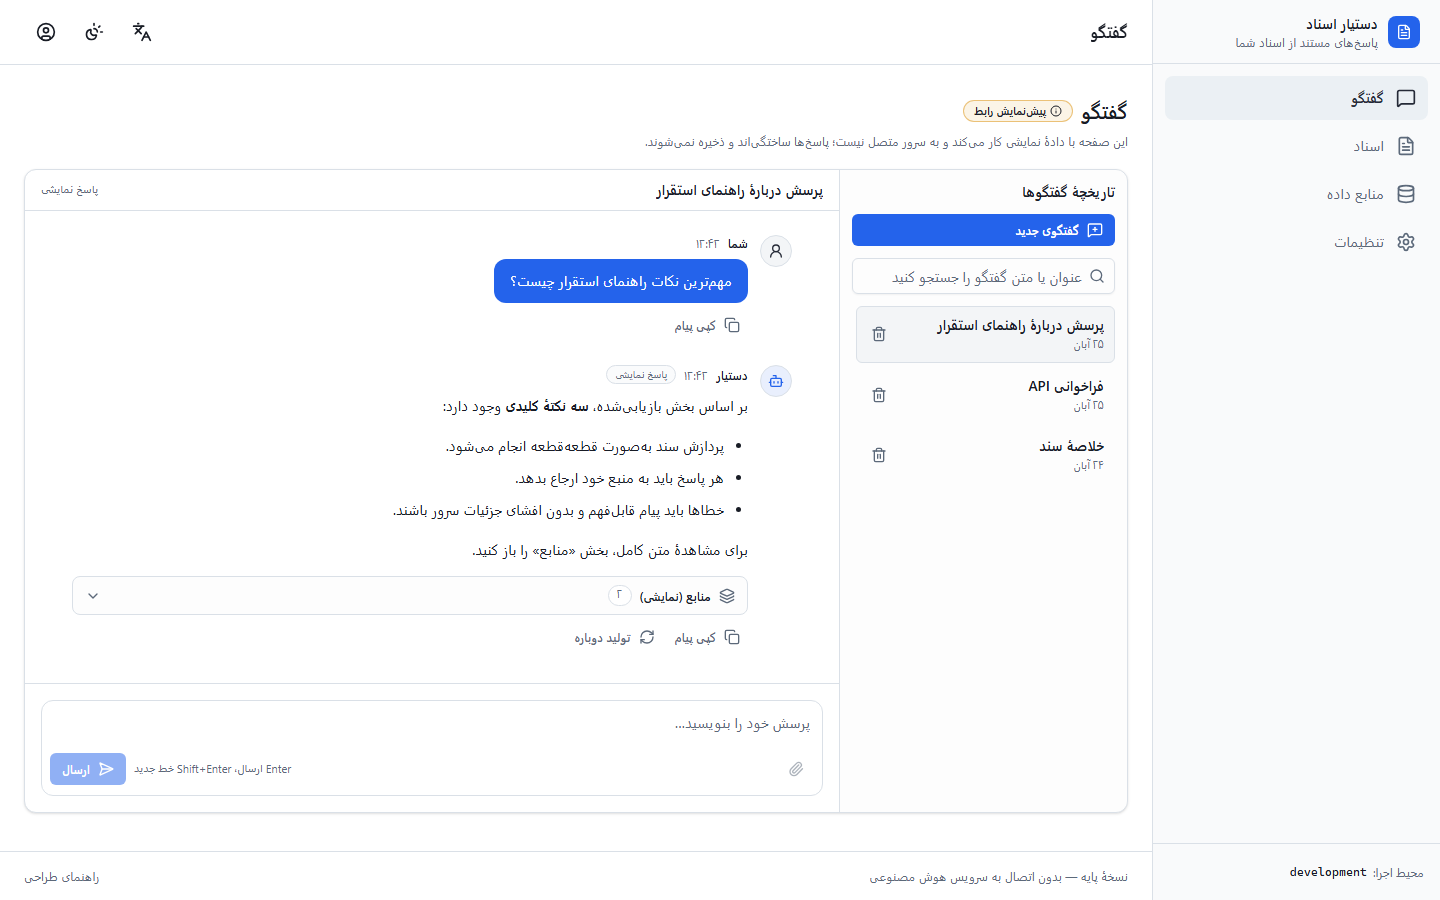 دستیار اسناد
پاسخ‌های مستند از اسناد شما
گفتگو
اسناد
منابع داده
تنظیمات
محیط اجرا: development
گفتگو
گفتگو
پیش‌نمایش رابط
این صفحه با دادهٔ نمایشی کار می‌کند و به سرور متصل نیست؛ پاسخ‌ها ساختگی‌اند و ذخیره نمی‌شوند.
تاریخچهٔ گفتگوها
گفتگوی جدید
عنوان یا متن گفتگو را جستجو کنید
پرسش دربارهٔ راهنمای استقرار
۲۵ آبان
فراخوانی API
۲۵ آبان
خلاصهٔ سند
۲۴ آبان
پرسش دربارهٔ راهنمای استقرار
پاسخ نمایشی
شما ۱۲:۴۲
مهم‌ترین نکات راهنمای استقرار چیست؟
کپی پیام
دستیار ۱۲:۴۲ پاسخ نمایشی
بر اساس بخش بازیابی‌شده، سه نکتهٔ کلیدی وجود دارد:
• پردازش سند به‌صورت قطعه‌قطعه انجام می‌شود.
• هر پاسخ باید به منبع خود ارجاع بدهد.
• خطاها باید پیام قابل‌فهم و بدون افشای جزئیات سرور باشند.
برای مشاهدهٔ متن کامل، بخش «منابع» را باز کنید.
منابع (نمایشی) ۲
کپی پیام
تولید دوباره
پرسش خود را بنویسید…
Enter ارسال، Shift+Enter خط جدید
ارسال
نسخهٔ پایه — بدون اتصال به سرویس هوش مصنوعی
راهنمای طراحی